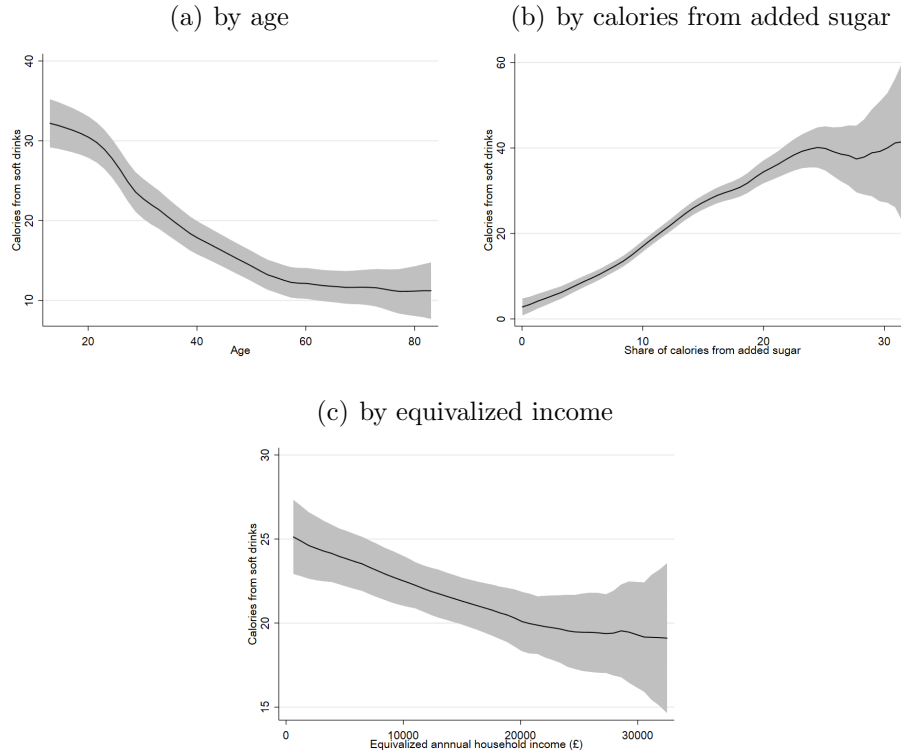 (a) by age
40
30
20
10
Calories from soft drinks
20 40 60 80
Age
(b) by calories from added sugar
60
40
20
0
Calories from soft drinks
0 10 20 30
Share of calories from added sugar
(c) by equivalized income
30
25
20
15
Calories from soft drinks
0 10000 20000 30000
Equivalized annnual household income (£)